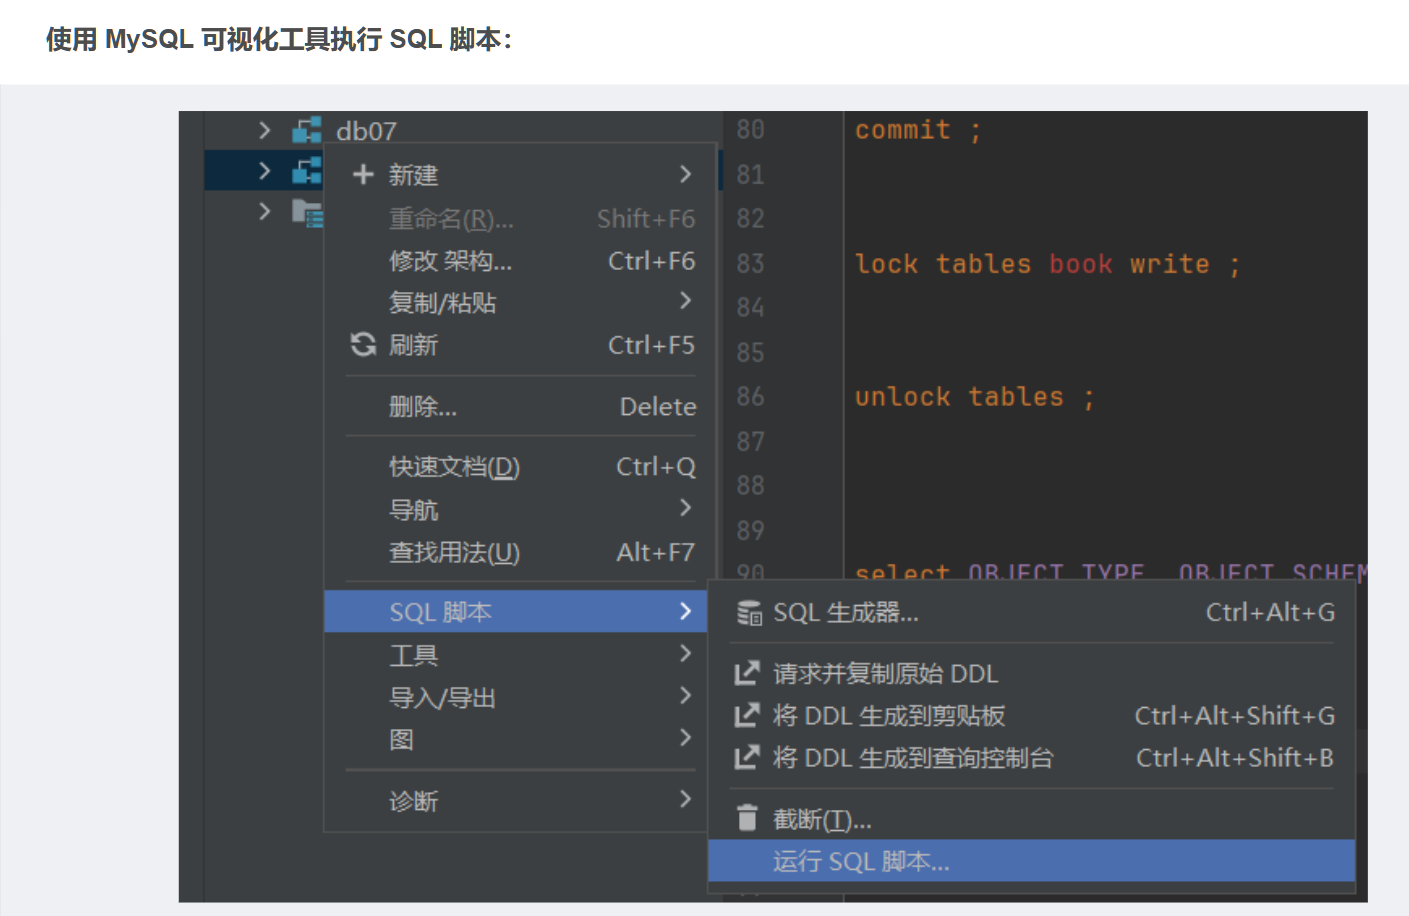 使用 MySQL 可视化工具执行 SQL 脚本：
db07
新建
重命名(R)... Shift+F6
修改 架构... Ctrl+F6
复制/粘贴
刷新 Ctrl+F5
删除... Delete
快速文档(D) Ctrl+Q
导航
查找用法(U) Alt+F7
SQL 脚本
工具
导入/导出
图
诊断
80 commit ;
81
82
83 lock tables book write ;
84
85
86 unlock tables ;
87
88
89
90 select OBJECT_TYPE, OBJECT_SCHEM
SQL 生成器... Ctrl+Alt+G
请求并复制原始 DDL
将 DDL 生成到剪贴板 Ctrl+Alt+Shift+G
将 DDL 生成到查询控制台 Ctrl+Alt+Shift+B
截断(T)...
运行 SQL 脚本...